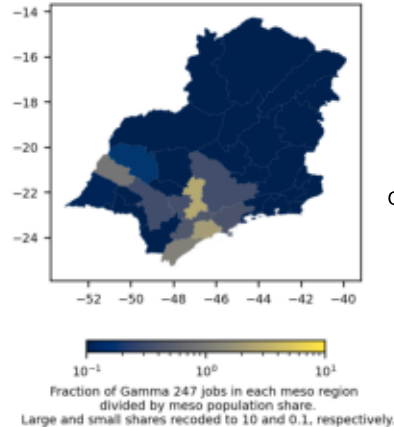 −14
−16
−18
−20
−22
−24
−52 −50 −48 −46 −44 −42 −40
10⁻¹ 10⁰ 10¹
Fraction of Gamma 247 jobs in each meso region
divided by meso population share.
Large and small shares recoded to 10 and 0.1, respectively.